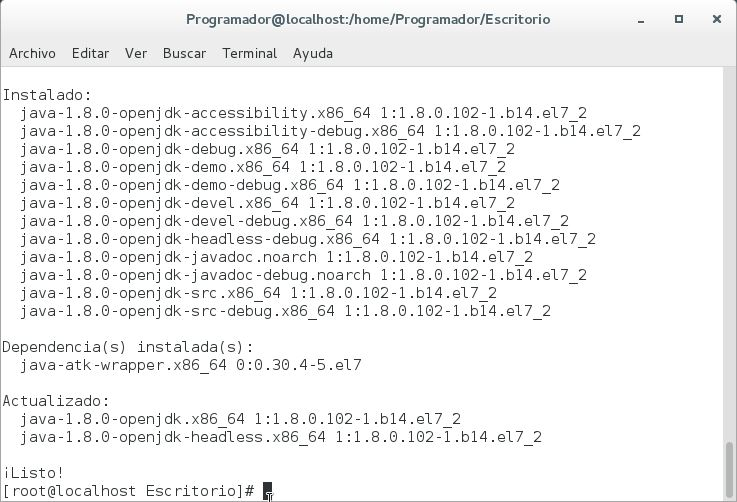 Programador@localhost:/home/Programador/Escritorio
Archivo Editar Ver Buscar Terminal Ayuda
Instalado:
java-1.8.0-openjdk-accessibility.x86_64 1:1.8.0.102-1.b14.el7_2
java-1.8.0-openjdk-accessibility-debug.x86_64 1:1.8.0.102-1.b14.el7_2
java-1.8.0-openjdk-debug.x86_64 1:1.8.0.102-1.b14.el7_2
java-1.8.0-openjdk-demo.x86_64 1:1.8.0.102-1.b14.el7_2
java-1.8.0-openjdk-demo-debug.x86_64 1:1.8.0.102-1.b14.el7_2
java-1.8.0-openjdk-devel.x86_64 1:1.8.0.102-1.b14.el7_2
java-1.8.0-openjdk-devel-debug.x86_64 1:1.8.0.102-1.b14.el7_2
java-1.8.0-openjdk-headless-debug.x86_64 1:1.8.0.102-1.b14.el7_2
java-1.8.0-openjdk-javadoc.noarch 1:1.8.0.102-1.b14.el7_2
java-1.8.0-openjdk-javadoc-debug.noarch 1:1.8.0.102-1.b14.el7_2
java-1.8.0-openjdk-src.x86_64 1:1.8.0.102-1.b14.el7_2
java-1.8.0-openjdk-src-debug.x86_64 1:1.8.0.102-1.b14.el7_2
Dependencia(s) instalada(s):
java-atk-wrapper.x86_64 0:0.30.4-5.el7
Actualizado:
java-1.8.0-openjdk.x86_64 1:1.8.0.102-1.b14.el7_2
java-1.8.0-openjdk-headless.x86_64 1:1.8.0.102-1.b14.el7_2
¡Listo!
[root@localhost Escritorio]#